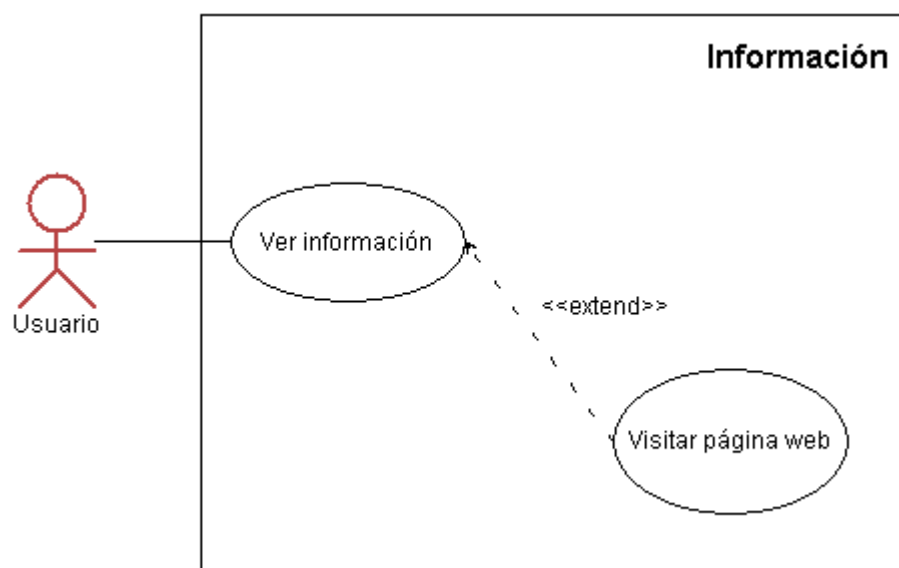 Información
Ver información
<<extend>>
Usuario
Visitar página web